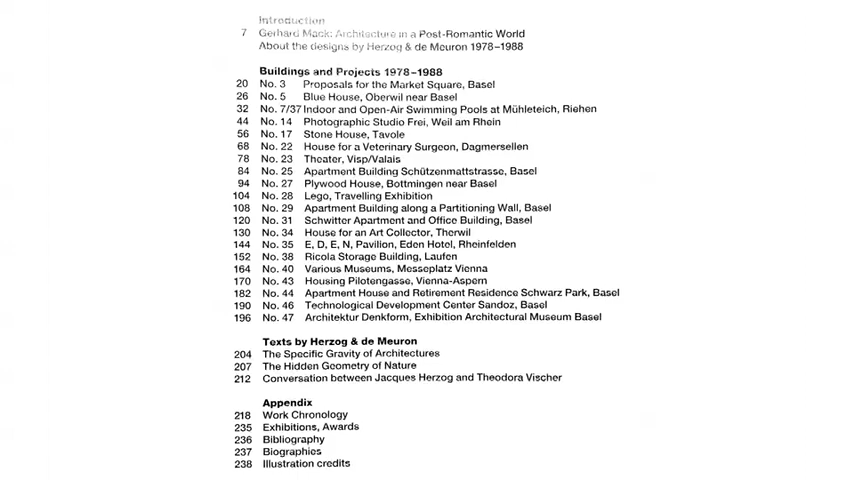 Introduction
7 Gerhard Mack: Architecture in a Post-Romantic World
About the designs by Herzog & de Meuron 1978–1988
Buildings and Projects 1978–1988
20 No. 3 Proposals for the Market Square, Basel
26 No. 5 Blue House, Oberwil near Basel
32 No. 7/37 Indoor and Open-Air Swimming Pools at Mühleteich, Riehen
44 No. 14 Photographic Studio Frei, Weil am Rhein
56 No. 17 Stone House, Tavole
68 No. 22 House for a Veterinary Surgeon, Dagmersellen
78 No. 23 Theater, Visp/Valais
84 No. 25 Apartment Building Schützenmattstrasse, Basel
94 No. 27 Plywood House, Bottmingen near Basel
104 No. 28 Lego, Travelling Exhibition
108 No. 29 Apartment Building along a Partitioning Wall, Basel
120 No. 31 Schwitter Apartment and Office Building, Basel
130 No. 34 House for an Art Collector, Therwil
144 No. 35 E, D, E, N, Pavilion, Eden Hotel, Rheinfelden
152 No. 38 Ricola Storage Building, Laufen
164 No. 40 Various Museums, Messeplatz Vienna
170 No. 43 Housing Pilotengasse, Vienna-Aspern
182 No. 44 Apartment House and Retirement Residence Schwarz Park, Basel
190 No. 46 Technological Development Center Sandoz, Basel
196 No. 47 Architektur Denkform, Exhibition Architectural Museum Basel
Texts by Herzog & de Meuron
204 The Specific Gravity of Architectures
207 The Hidden Geometry of Nature
212 Conversation between Jacques Herzog and Theodora Vischer
Appendix
218 Work Chronology
235 Exhibitions, Awards
236 Bibliography
237 Biographies
238 Illustration credits